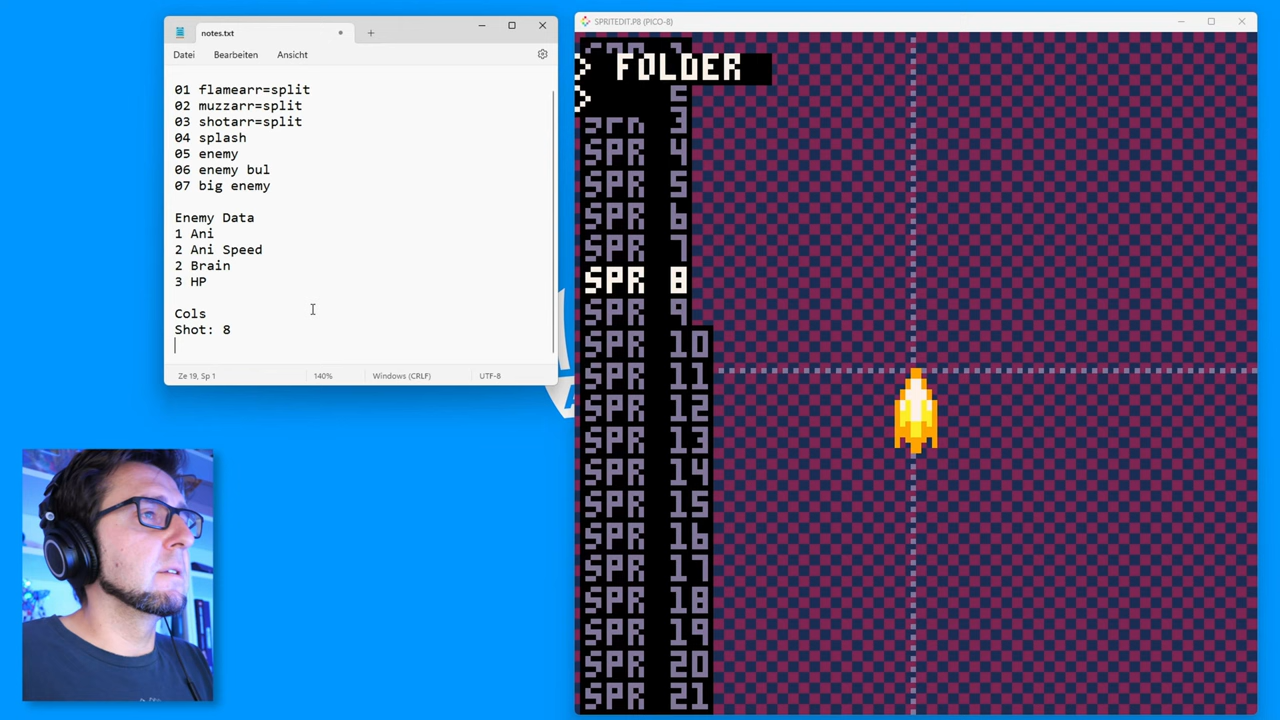 notes.txt
Datei Bearbeiten Ansicht
01 flamearr=split
02 muzzarr=split
03 shotarr=split
04 splash
05 enemy
06 enemy bul
07 big enemy
Enemy Data
1 Ani
2 Ani Speed
2 Brain
3 HP
Cols
Shot: 8
Ze 19, Sp 1 140% Windows (CRLF) UTF-8
SPRITEDIT.P8 (PICO-8)
> FOLDER
>
SPR 3
SPR 4
SPR 5
SPR 6
SPR 7
SPR 8
SPR 9
SPR 10
SPR 11
SPR 12
SPR 13
SPR 14
SPR 15
SPR 16
SPR 17
SPR 18
SPR 19
SPR 20
SPR 21